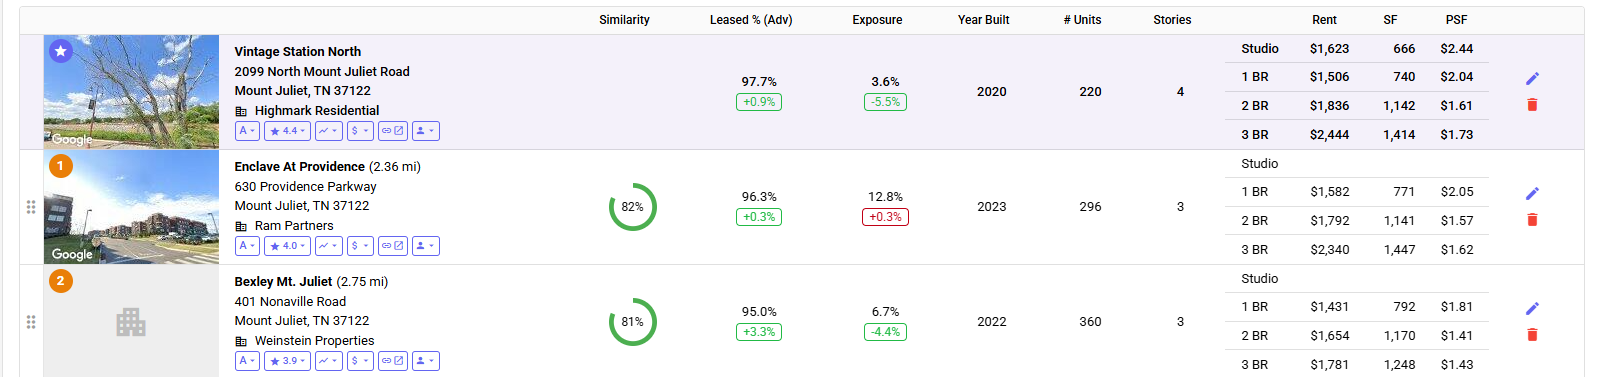 Similarity Leased % (Adv) Exposure Year Built # Units Stories Rent SF PSF
Vintage Station North
2099 North Mount Juliet Road
Mount Juliet, TN 37122
Highmark Residential
A 4.4 $
Google
97.7%
+0.9%
3.6%
-5.5%
2020 220 4
Studio $1,623 666 $2.44
1 BR $1,506 740 $2.04
2 BR $1,836 1,142 $1.61
3 BR $2,444 1,414 $1.73
1
Enclave At Providence (2.36 mi)
630 Providence Parkway
Mount Juliet, TN 37122
Ram Partners
A 4.0 $
Google
82%
96.3%
+0.3%
12.8%
+0.3%
2023 296 3
Studio
1 BR $1,582 771 $2.05
2 BR $1,792 1,141 $1.57
3 BR $2,340 1,447 $1.62
2
Bexley Mt. Juliet (2.75 mi)
401 Nonaville Road
Mount Juliet, TN 37122
Weinstein Properties
A 3.9 $
81%
95.0%
+3.3%
6.7%
-4.4%
2022 360 3
Studio
1 BR $1,431 792 $1.81
2 BR $1,654 1,170 $1.41
3 BR $1,781 1,248 $1.43